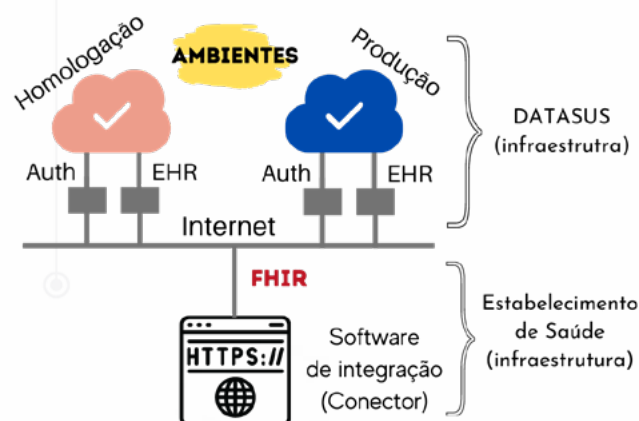 Homologação
AMBIENTES
Produção
Auth
EHR
Auth
EHR
DATASUS
(infraestrutra)
Internet
FHIR
HTTPS://
Software
de integração
(Conector)
Estabelecimento
de Saúde
(infraestrutura)